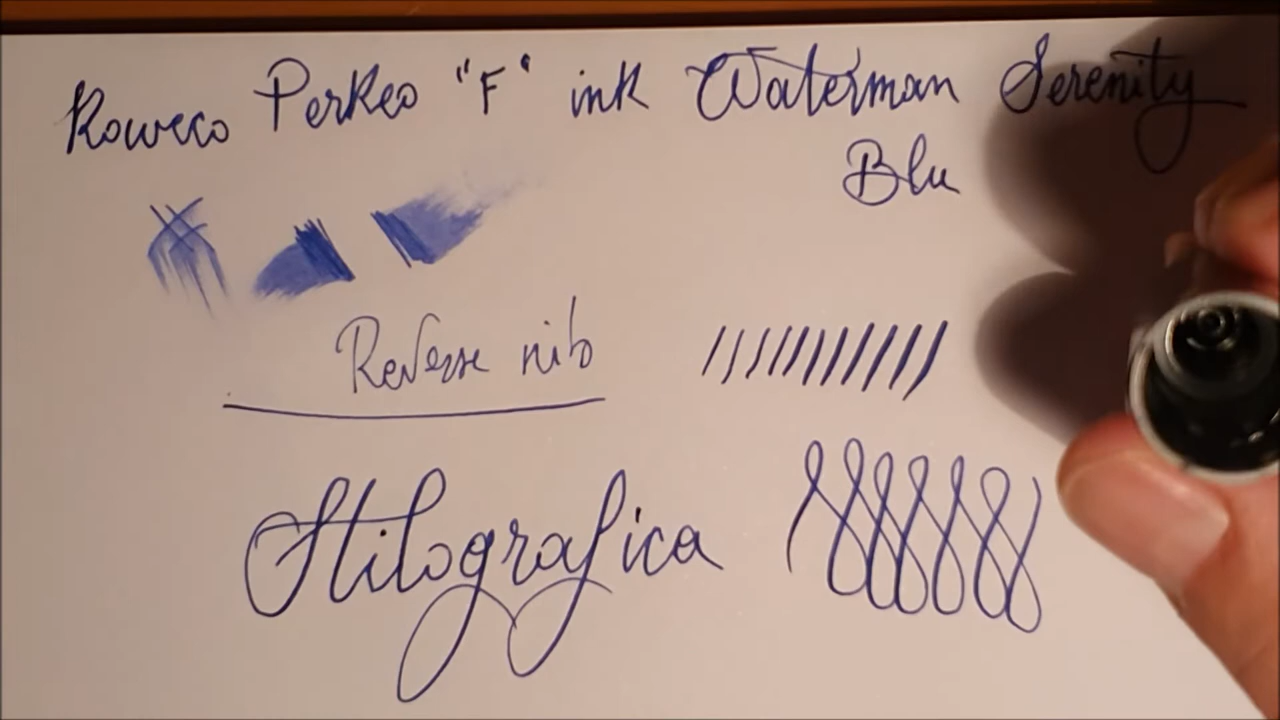 Kaweco Perkeo "F" ink Waterman Serenity
Blu
Reverse nib
Stilografica